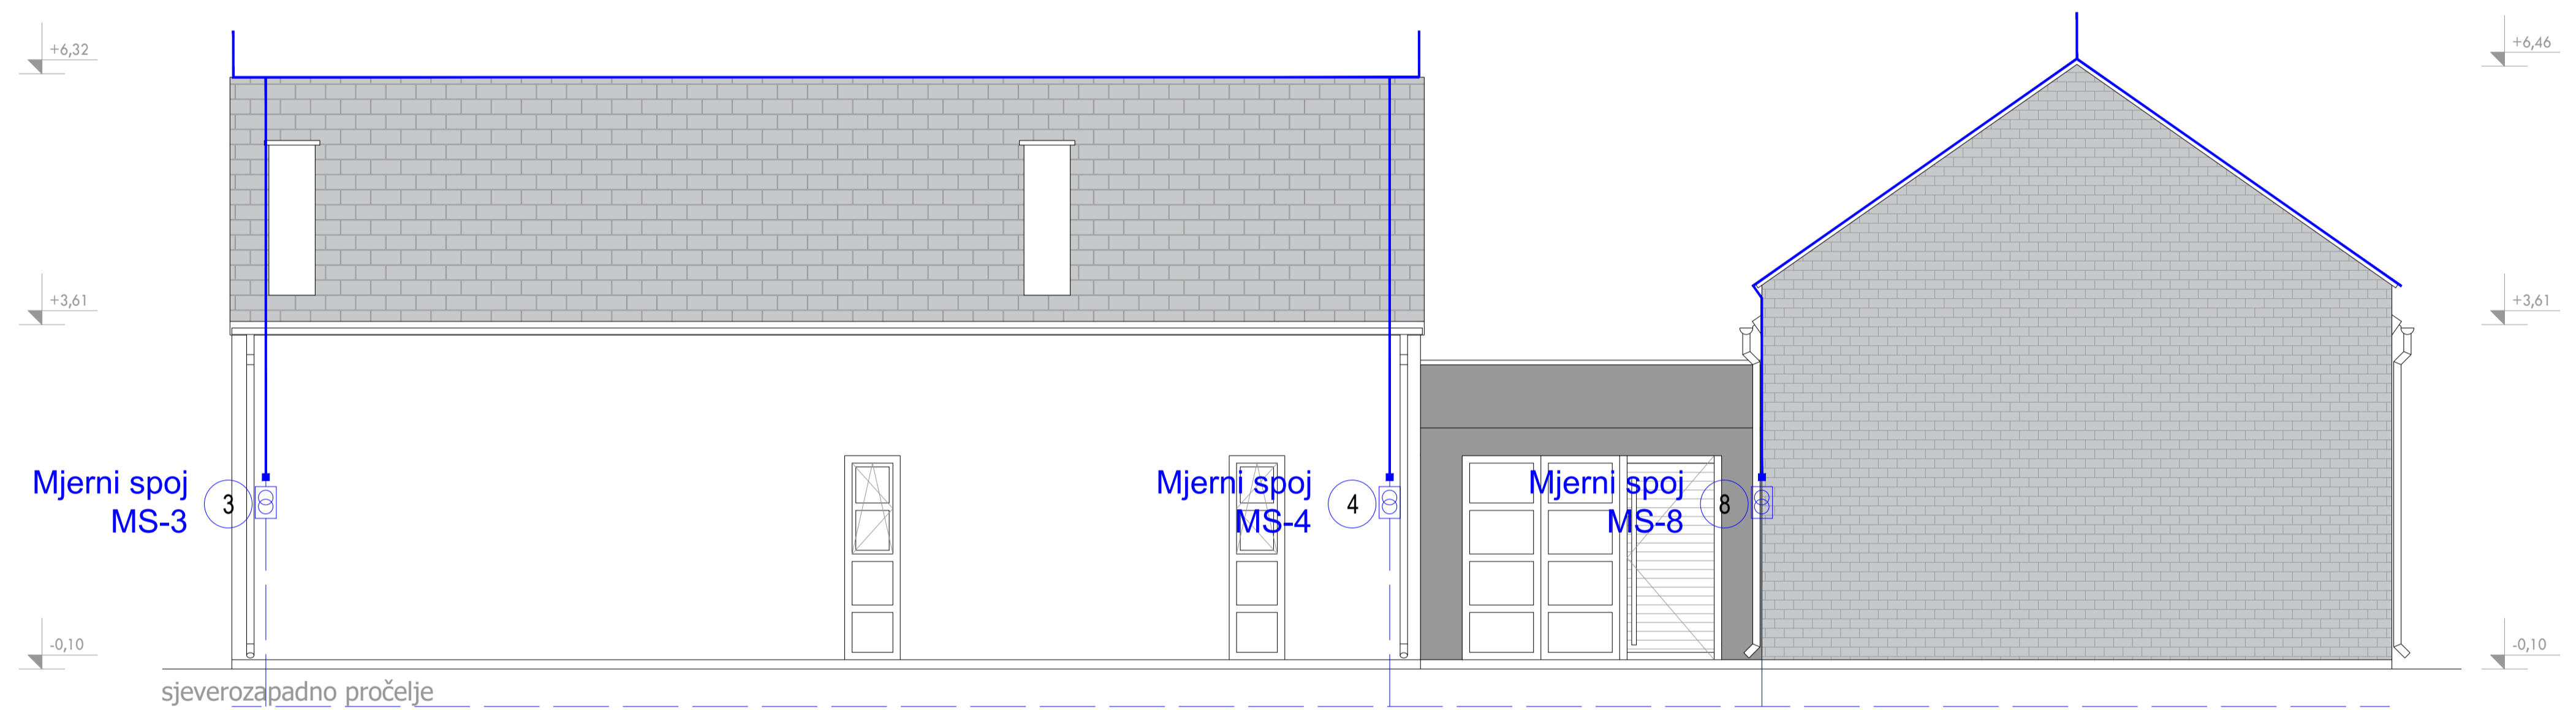 +6,32
+6,46
+3,61
+3,61
Mjerni spoj
MS-3
3
Mjerni spoj
MS-4
4
Mjerni spoj
MS-8
8
-0,10
-0,10
sjeverozapadno pročelje